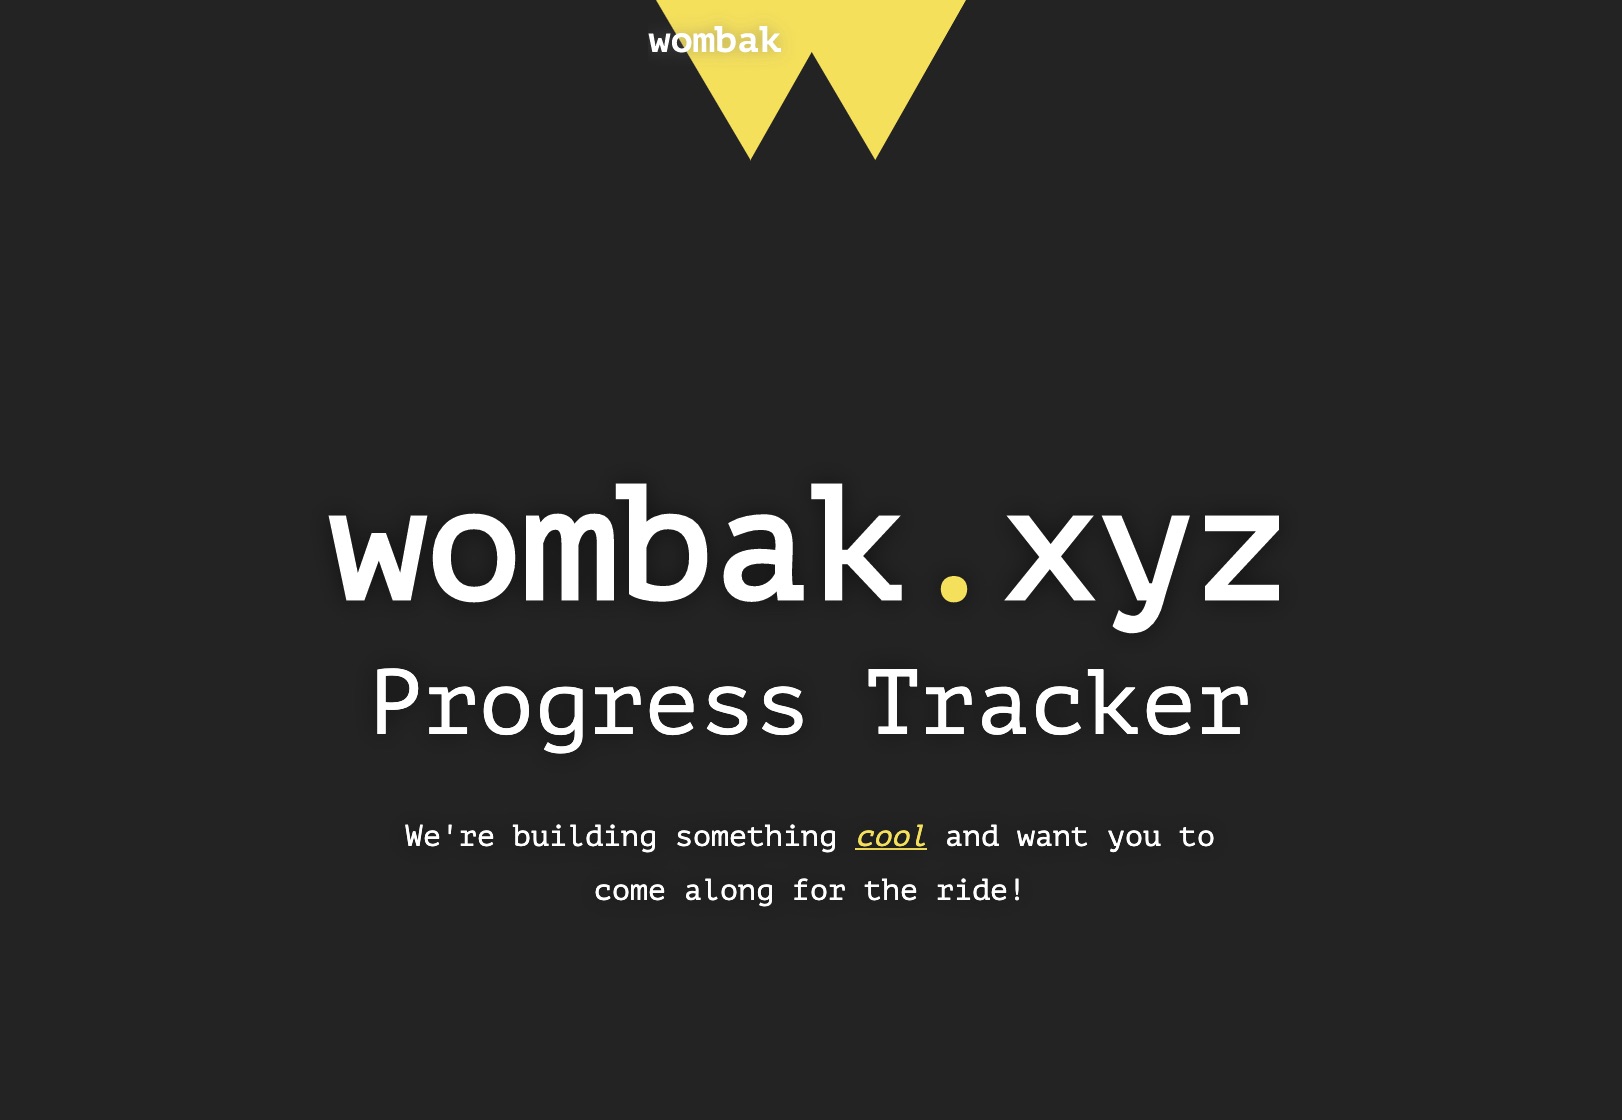 wombak
wombak.xyz
Progress Tracker
We're building something cool and want you to
come along for the ride!